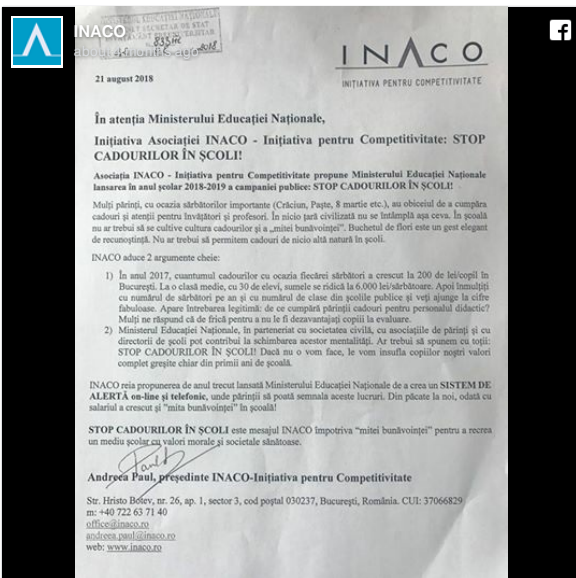 INACO
about 4 months ago
MINISTERUL EDUCAȚIEI NAȚIONALE
SECRETAR DE STAT
835/IC
2018
INACO
INIȚIATIVA PENTRU COMPETITIVITATE
21 august 2018
În atenția Ministerului Educației Naționale,
Inițiativa Asociației INACO - Inițiativa pentru Competitivitate: STOP
CADOURILOR ÎN ȘCOLI!
Asociația INACO - Inițiativa pentru Competitivitate propune Ministerului Educației Naționale
lansarea în anul școlar 2018-2019 a campaniei publice: STOP CADOURILOR ÎN ȘCOLI!
Mulți părinți, cu ocazia sărbătorilor importante (Crăciun, Paște, 8 martie etc.), au obiceiul de a cumpăra
cadouri și atenții pentru învățători și profesori. În nicio țară civilizată nu se întâmplă așa ceva. În școală
nu ar trebui să se cultive cultura cadourilor și a „mitei bunăvoinței”. Buchetul de flori este un gest elegant
de recunoștință. Nu ar trebui să permitem cadouri de nicio altă natură în școli.
INACO aduce 2 argumente cheie:
1) În anul 2017, cuantumul cadourilor cu ocazia fiecărei sărbători a crescut la 200 de lei/copil în
București. La o clasă medie, cu 30 de elevi, sumele se ridică la 6.000 lei/sărbătoare. Apoi înmulțiți
cu numărul de sărbători pe an și cu numărul de clase din școlile publice și veți ajunge la cifre
fabuloase. Apare întrebarea legitimă: de ce cumpără părinții cadouri pentru personalul didactic?
Mulți ne răspund că de frică pentru a nu le fi dezavantajați copiii la evaluare.
2) Ministerul Educației Naționale, în parteneriat cu societatea civilă, cu asociațiile de părinți și cu
directorii de școli pot contribui la schimbarea acestor mentalități. Ar trebui să spunem cu toții:
STOP CADOURILOR ÎN ȘCOLI! Dacă nu o vom face, le vom insufla copiilor noștri valori
complet greșite chiar din primii ani de școală.
INACO reia propunerea de anul trecut lansată Ministerului Educației Naționale de a crea un SISTEM DE
ALERTĂ on-line și telefonic, unde părinții să poată semnala aceste lucruri. Din păcate la noi, odată cu
salariul a crescut și “mita bunăvoinței” în școală!
STOP CADOURILOR ÎN ȘCOLI este mesajul INACO împotriva “mitei bunăvoinței” pentru a recrea
un mediu școlar cu valori morale și societale sănătoase.
Andreea Paul, președinte INACO-Inițiativa pentru Competitivitate
Str. Hristo Botev, nr. 26, ap. 1, sector 3, cod poștal 030237, București, România. CUI: 37066829
m: +40 722 63 71 40
office@inaco.ro
andreea.paul@inaco.ro
web: www.inaco.ro